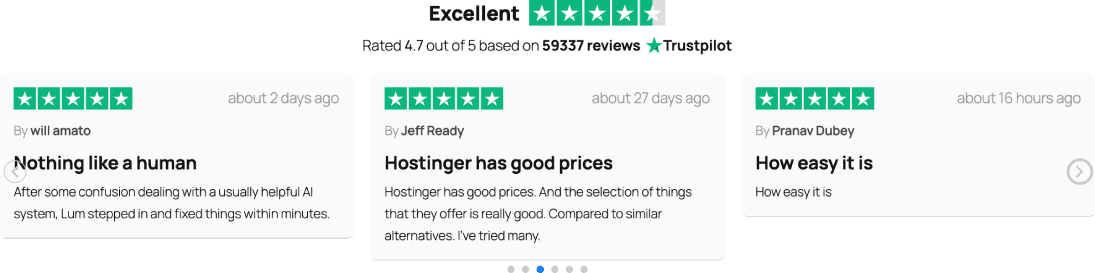 Excellent
Rated 4.7 out of 5 based on 59337 reviews Trustpilot
about 2 days ago
By will amato
Nothing like a human
After some confusion dealing with a usually helpful AI
system, Lum stepped in and fixed things within minutes.
about 27 days ago
By Jeff Ready
Hostinger has good prices
Hostinger has good prices. And the selection of things
that they offer is really good. Compared to similar
alternatives. I've tried many.
about 16 hours ago
By Pranav Dubey
How easy it is
How easy it is